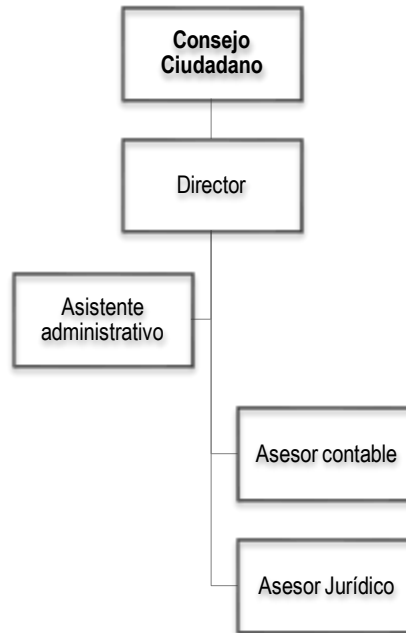 Consejo
Ciudadano
Director
Asistente
administrativo
Asesor contable
Asesor Jurídico